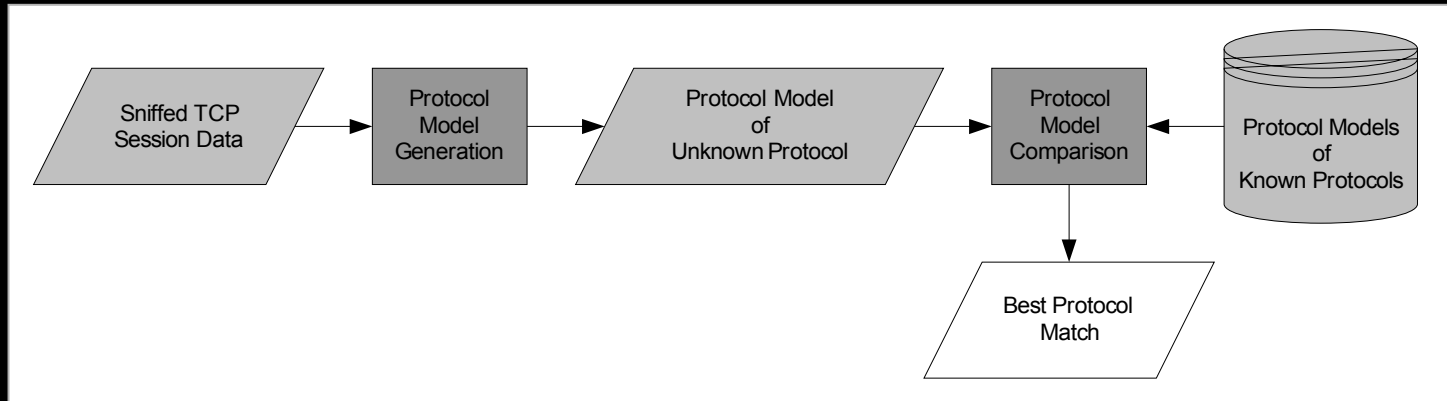 Sniffed TCP
Session Data
Protocol
Model
Generation
Protocol Model
of
Unknown Protocol
Protocol
Model
Comparison
Protocol Models
of
Known Protocols
Best Protocol
Match